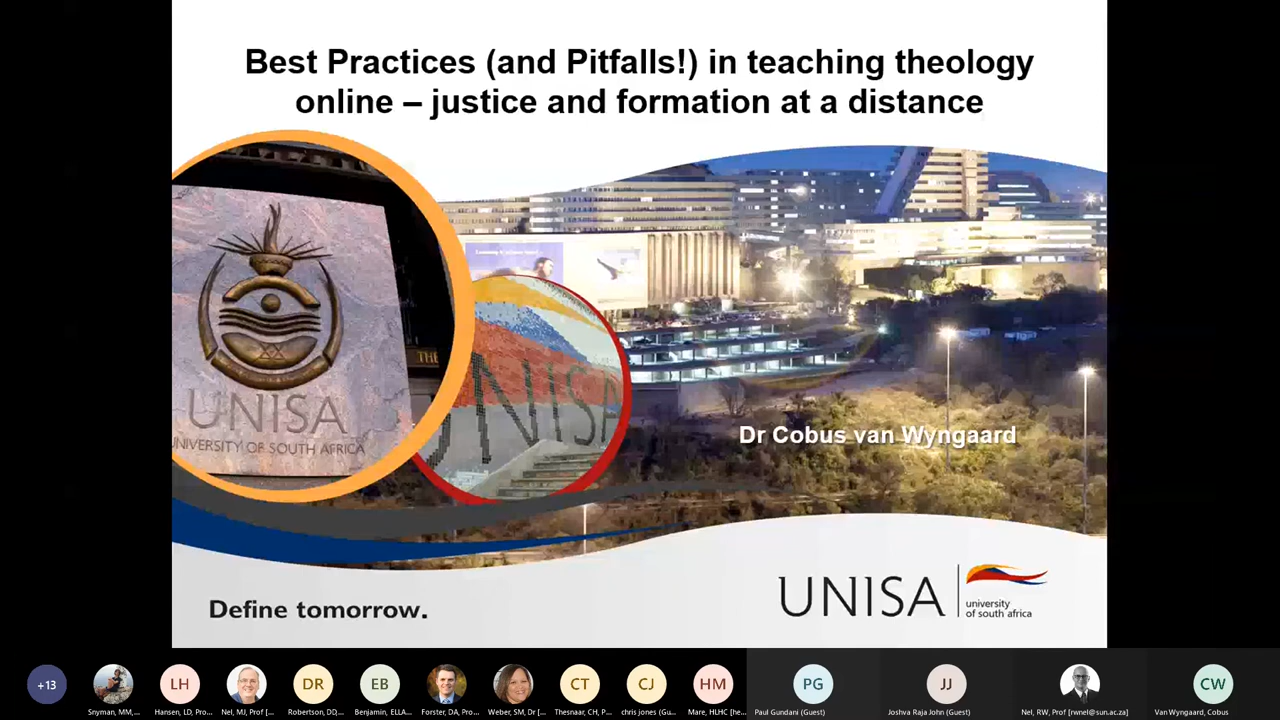 Best Practices (and Pitfalls!) in teaching theology
online – justice and formation at a distance
UNISA
UNIVERSITY OF SOUTH AFRICA
THE
UNISA
Dr Cobus van Wyngaard
Define tomorrow.
UNISA
university
of south africa
+13
LH
DR
EB
CT
CJ
HM
PG
JJ
CW
Snyman, MM,...
Hansen, LD, Pro...
Nel, MJ, Prof [...
Robertson, DD,...
Benjamin, ELLA...
Forster, DA, Pro...
Weber, SM, Dr [...
Thesnaar, CH, P...
chris jones (Gu...
Mare, HLHC [he...
Paul Gundani (Guest)
Joshva Raja John (Guest)
Nel, RW, Prof [rwnel@sun.ac.za]
Van Wyngaard, Cobus